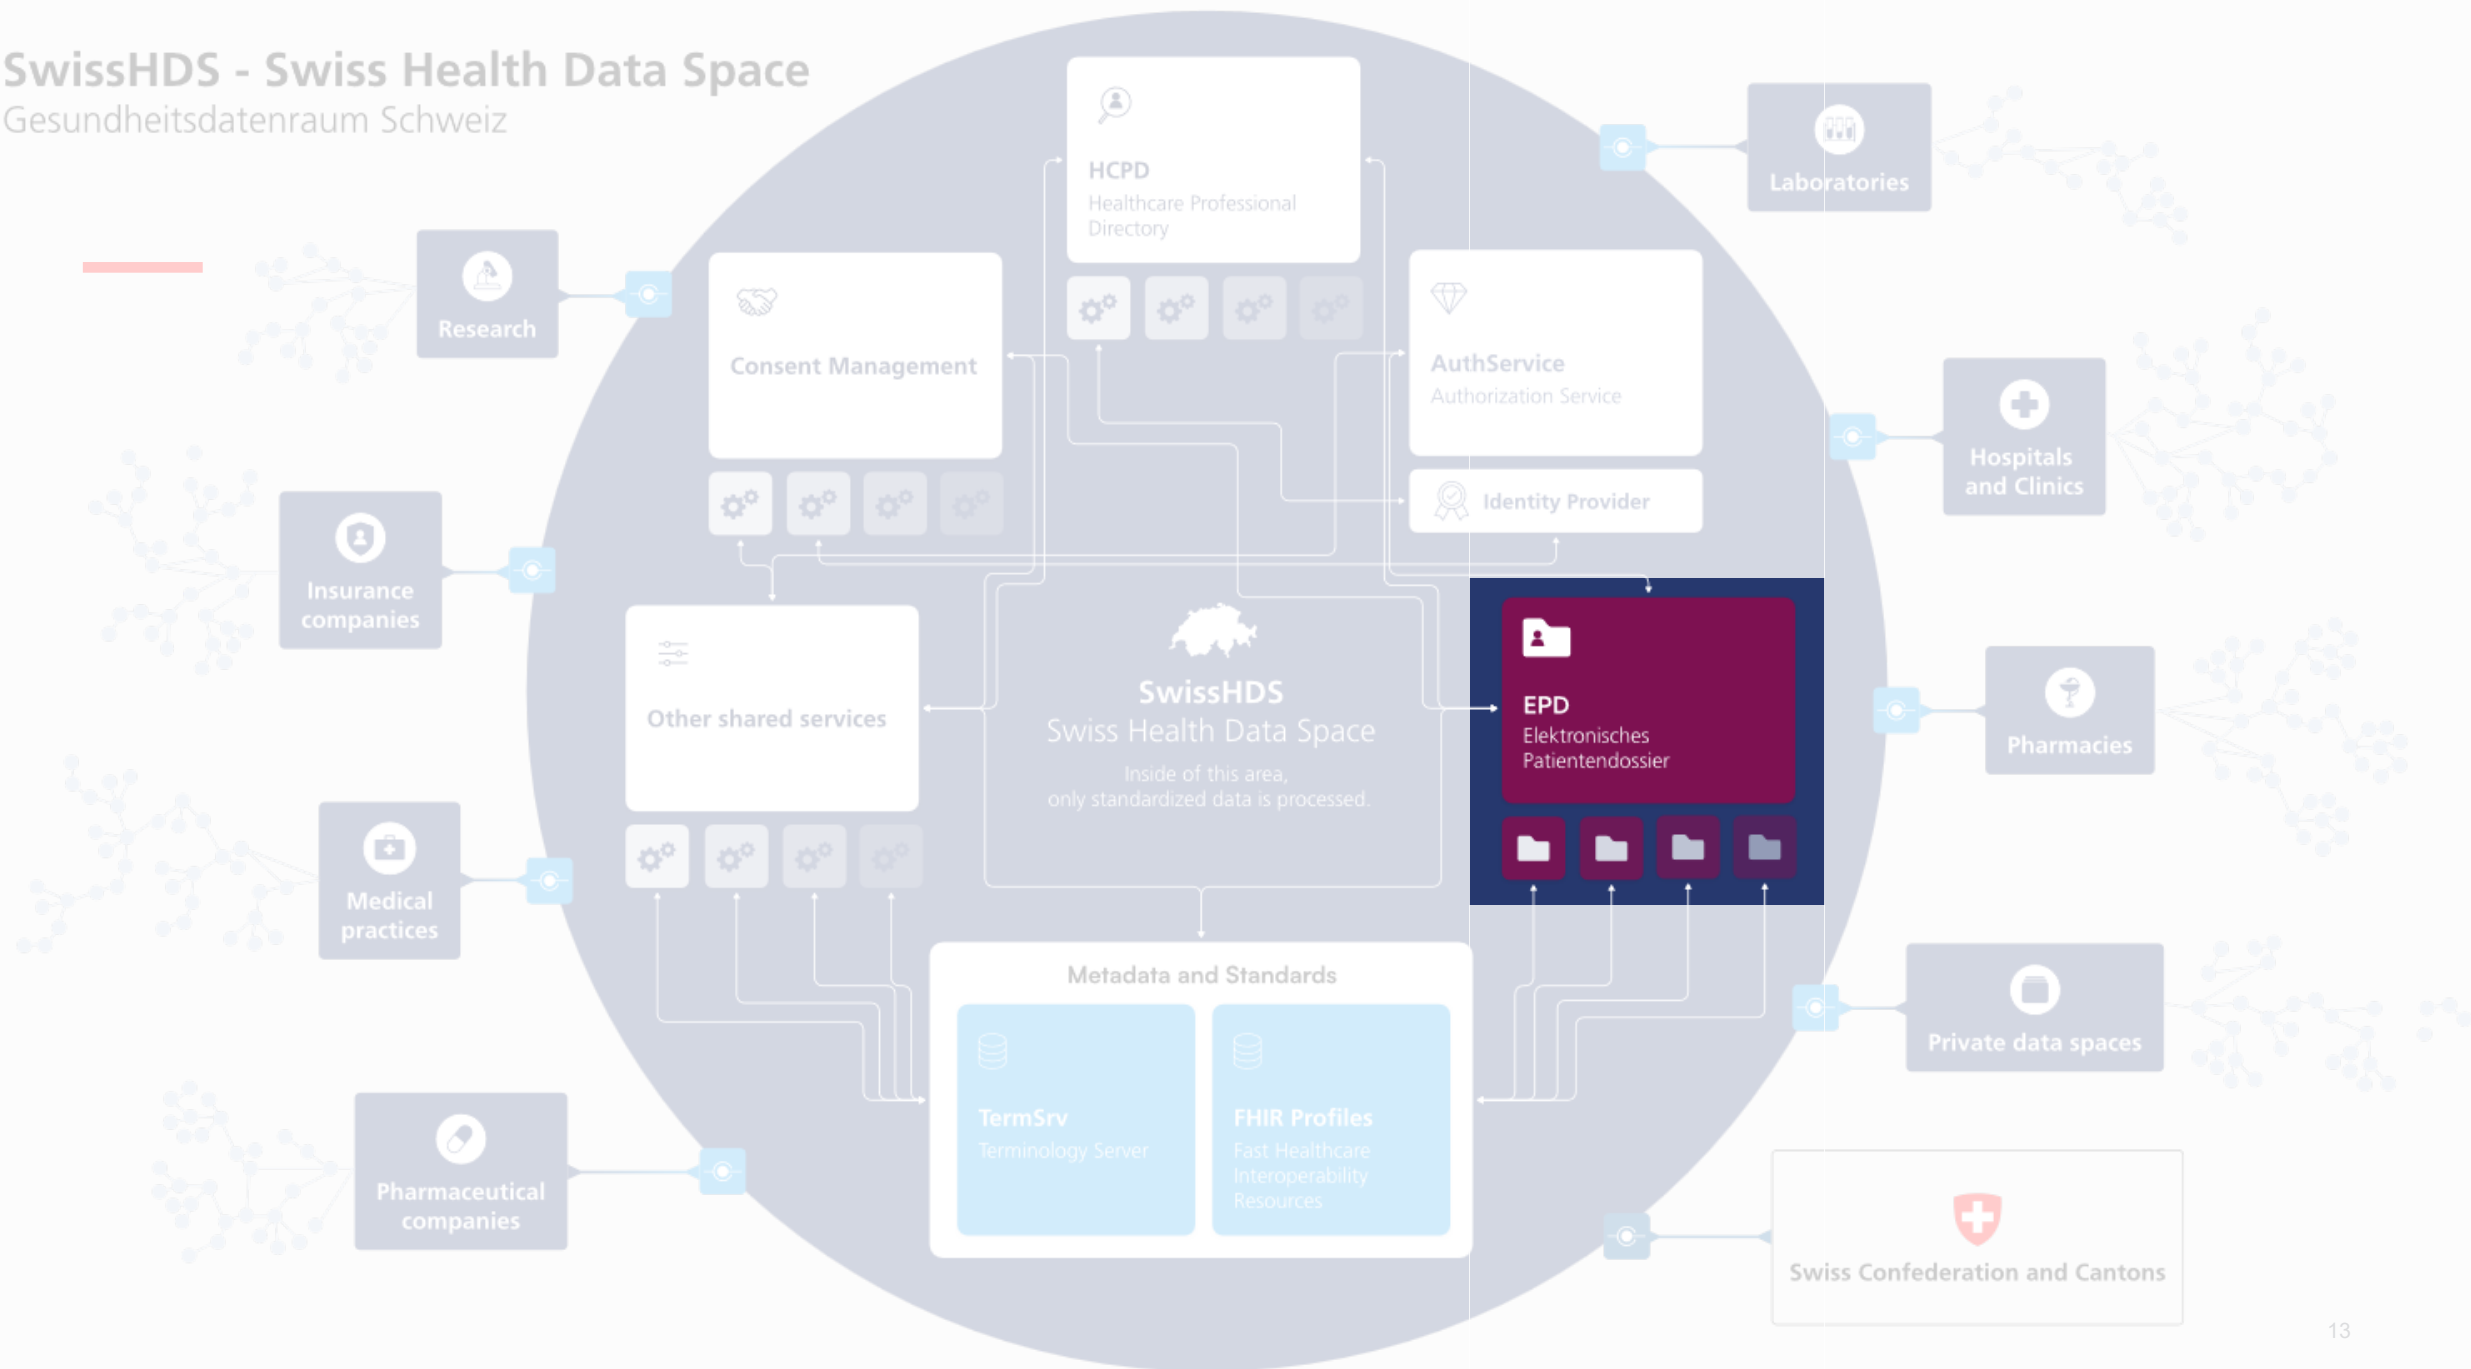 SwissHDS - Swiss Health Data Space
Gesundheitsdatenraum Schweiz
HCPD
Healthcare Professional
Directory
Laboratories
Research
Consent Management
AuthService
Authorization Service
Identity Provider
Hospitals
and Clinics
Insurance
companies
Other shared services
SwissHDS
Swiss Health Data Space
Inside of this area,
only standardized data is processed.
EPD
Elektronisches
Patientendossier
Pharmacies
Medical
practices
Metadata and Standards
TermSrv
Terminology Server
FHIR Profiles
Fast Healthcare
Interoperability
Resources
Private data spaces
Pharmaceutical
companies
Swiss Confederation and Cantons
13